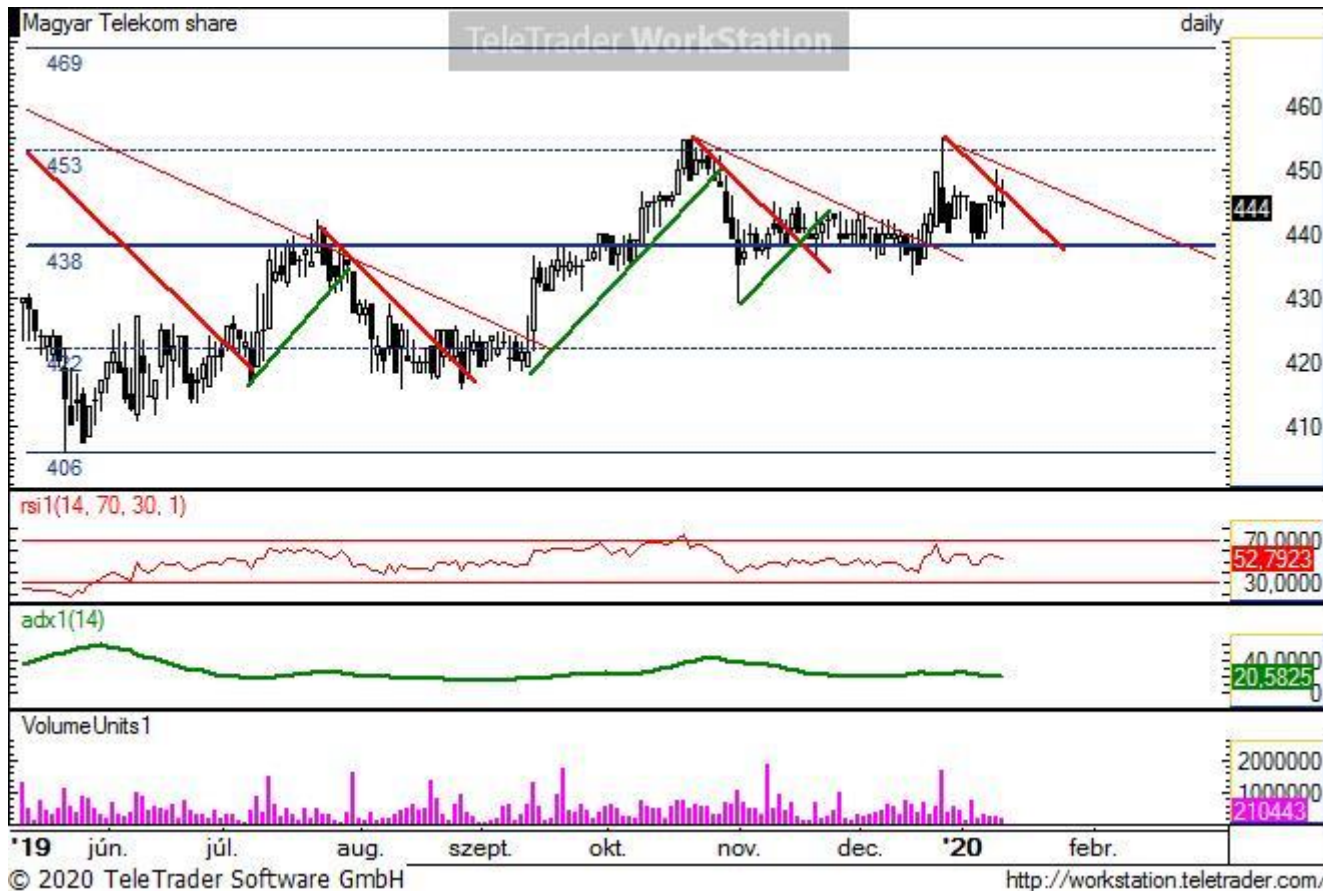 Magyar Telekom share
TeleTrader WorkStation
daily
469
453
438
422
406
460
450
444
440
430
420
410
rsi1(14, 70, 30, 1)
70,0000
52,7923
30,0000
adx1(14)
40,0000
20,5825
0
VolumeUnits1
2000000
1000000
210443
'19 jún. júl. aug. szept. okt. nov. dec. '20 febr.
© 2020 TeleTrader Software GmbH
http://workstation.teletrader.com/